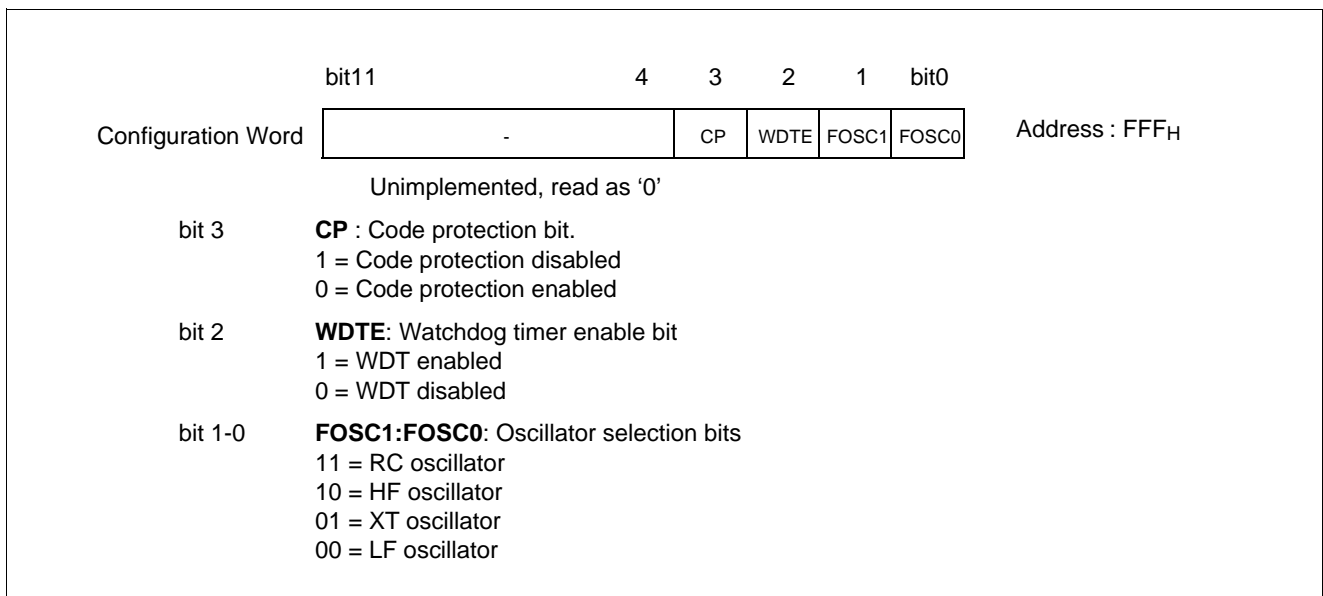 bit11 4 3 2 1 bit0
Configuration Word - CP WDTE FOSC1 FOSC0 Address : FFFH
Unimplemented, read as ‘0’
bit 3 CP : Code protection bit.
1 = Code protection disabled
0 = Code protection enabled
bit 2 WDTE: Watchdog timer enable bit
1 = WDT enabled
0 = WDT disabled
bit 1-0 FOSC1:FOSC0: Oscillator selection bits
11 = RC oscillator
10 = HF oscillator
01 = XT oscillator
00 = LF oscillator